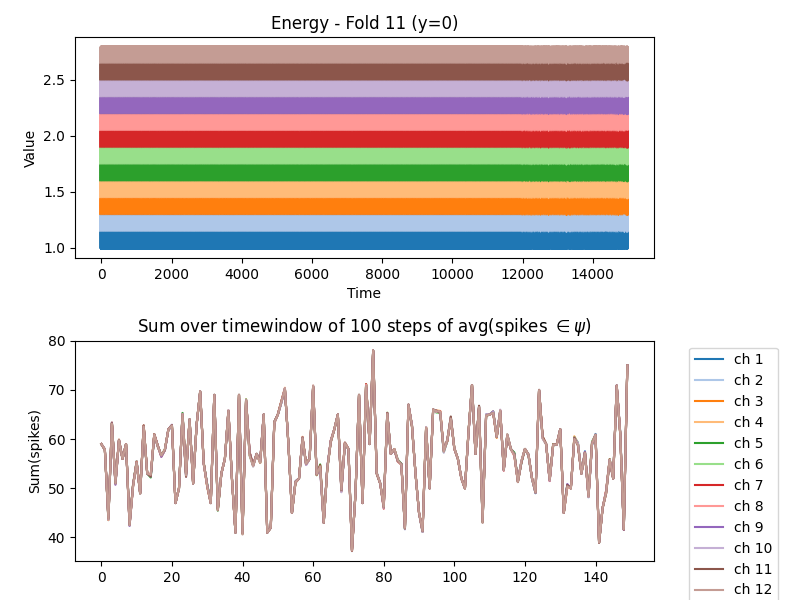 Energy - Fold 11 (y=0)
Value
2.5
2.0
1.5
1.0
0 2000 4000 6000 8000 10000 12000 14000
Time
Sum over timewindow of 100 steps of avg(spikes ∈ ψ)
Sum(spikes)
80
70
60
50
40
0 20 40 60 80 100 120 140
ch 1
ch 2
ch 3
ch 4
ch 5
ch 6
ch 7
ch 8
ch 9
ch 10
ch 11
ch 12